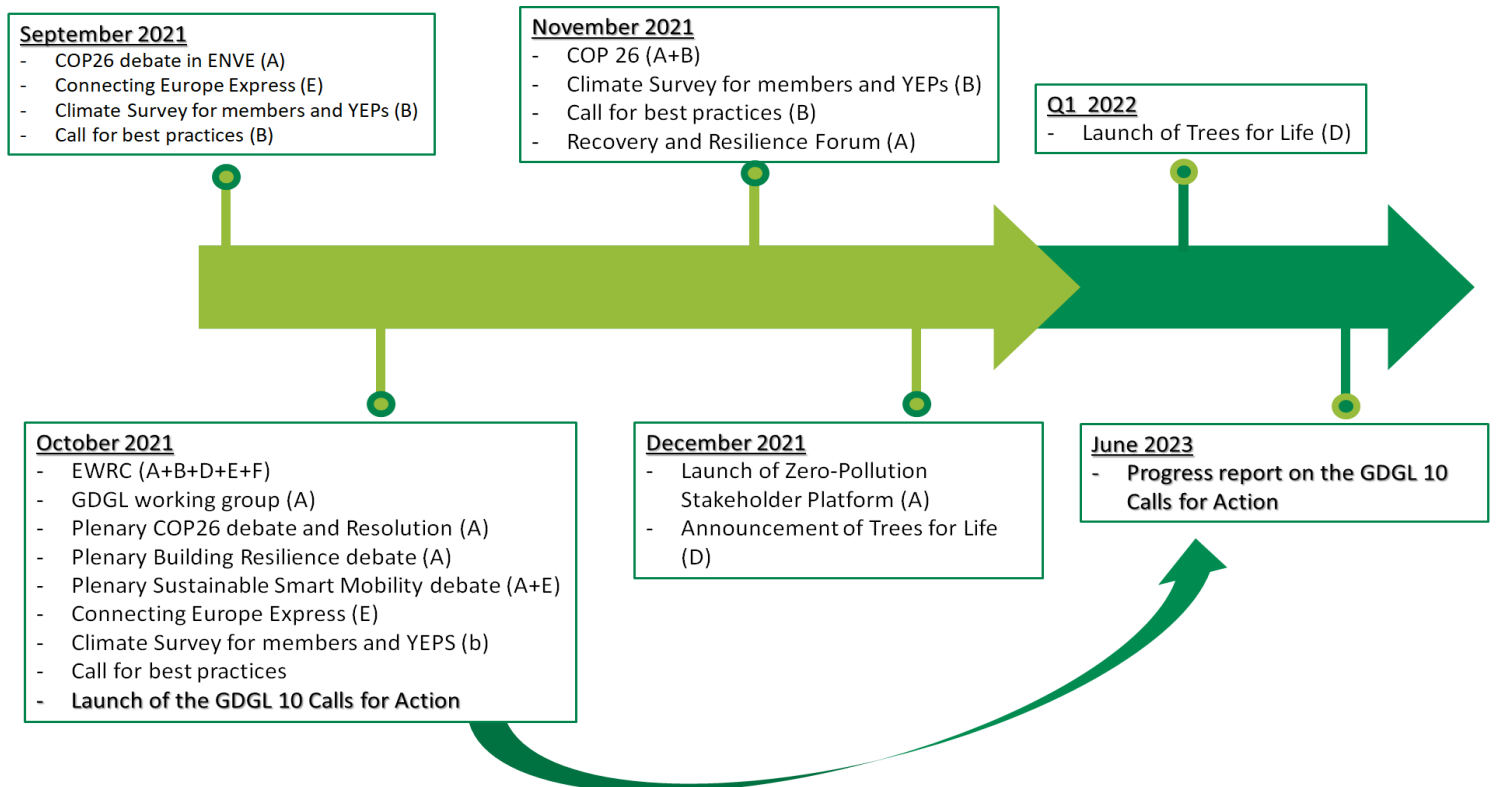 September 2021
- COP26 debate in ENVE (A)
- Connecting Europe Express (E)
- Climate Survey for members and YEPs (B)
- Call for best practices (B)
November 2021
- COP 26 (A+B)
- Climate Survey for members and YEPs (B)
- Call for best practices (B)
- Recovery and Resilience Forum (A)
Q1 2022
- Launch of Trees for Life (D)
October 2021
- EWRC (A+B+D+E+F)
- GDGL working group (A)
- Plenary COP26 debate and Resolution (A)
- Plenary Building Resilience debate (A)
- Plenary Sustainable Smart Mobility debate (A+E)
- Connecting Europe Express (E)
- Climate Survey for members and YEPS (b)
- Call for best practices
- Launch of the GDGL 10 Calls for Action
December 2021
- Launch of Zero-Pollution
Stakeholder Platform (A)
- Announcement of Trees for Life
(D)
June 2023
- Progress report on the GDGL 10
Calls for Action